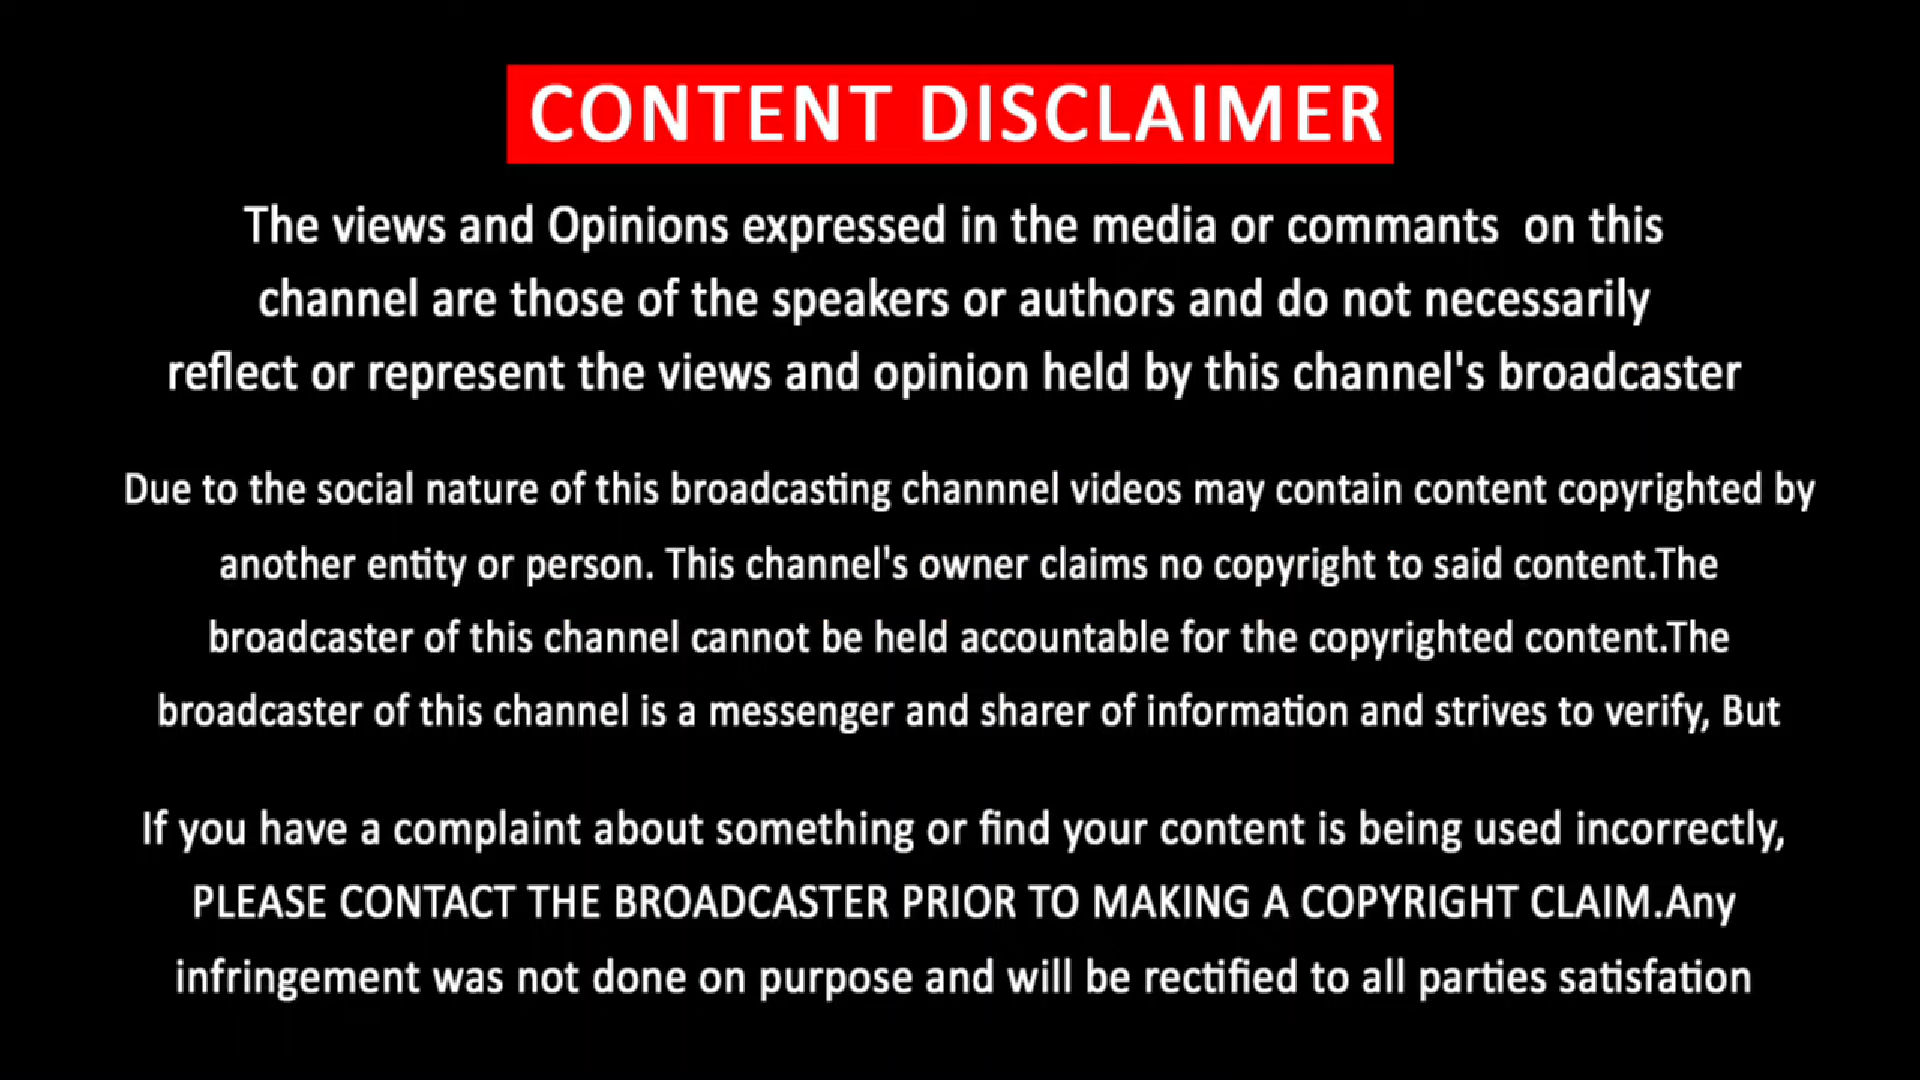 CONTENT DISCLAIMER
The views and Opinions expressed in the media or commants on this
channel are those of the speakers or authors and do not necessarily
reflect or represent the views and opinion held by this channel's broadcaster
Due to the social nature of this broadcasting channnel videos may contain content copyrighted by
another entity or person. This channel's owner claims no copyright to said content.The
broadcaster of this channel cannot be held accountable for the copyrighted content.The
broadcaster of this channel is a messenger and sharer of information and strives to verify, But
If you have a complaint about something or find your content is being used incorrectly,
PLEASE CONTACT THE BROADCASTER PRIOR TO MAKING A COPYRIGHT CLAIM.Any
infringement was not done on purpose and will be rectified to all parties satisfation